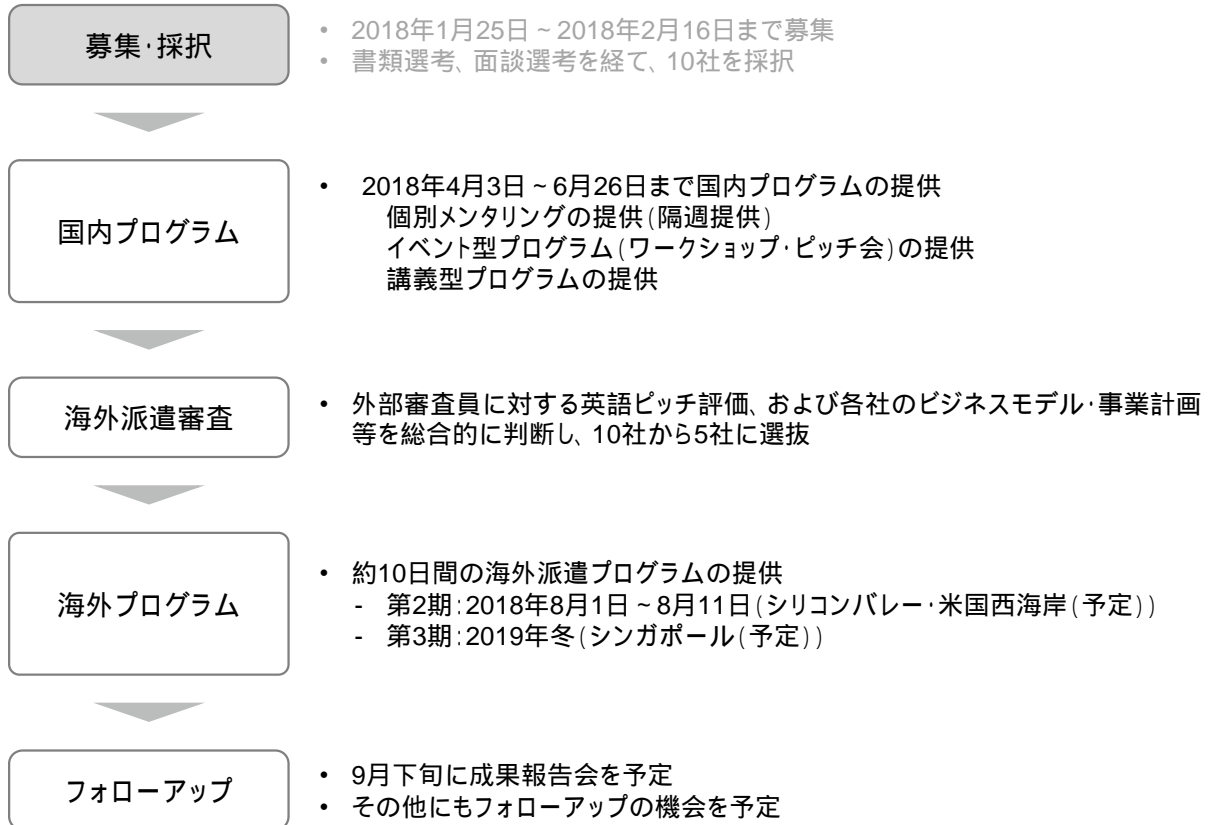 募集・採択
• 2018年1月25日~2018年2月16日まで募集
• 書類選考、面談選考を経て、10社を採択
国内プログラム
• 2018年4月3日~6月26日まで国内プログラムの提供
個別メンタリングの提供(隔週提供)
イベント型プログラム(ワークショップ・ピッチ会)の提供
講義型プログラムの提供
海外派遣審査
• 外部審査員に対する英語ピッチ評価、および各社のビジネスモデル・事業計画
等を総合的に判断し、10社から5社に選抜
海外プログラム
• 約10日間の海外派遣プログラムの提供
- 第2期:2018年8月1日~8月11日(シリコンバレー・米国西海岸(予定))
- 第3期:2019年冬(シンガポール(予定))
フォローアップ
• 9月下旬に成果報告会を予定
• その他にもフォローアップの機会を予定